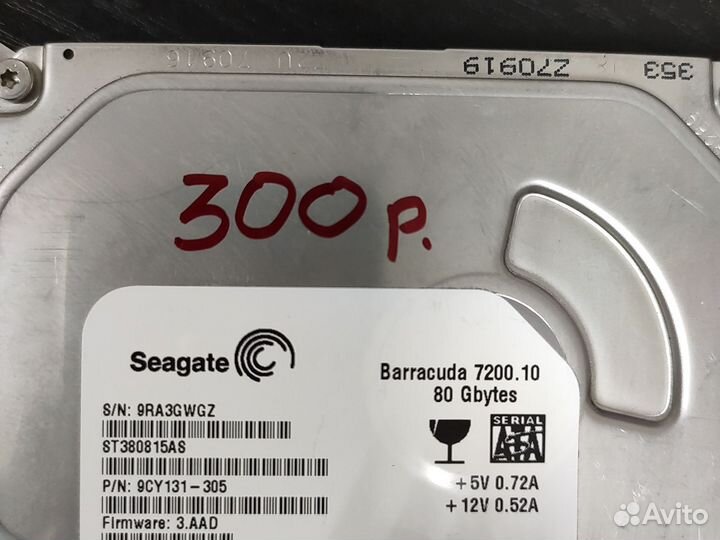 Z70919 353
300 р.
Seagate
Barracuda 7200.10
80 Gbytes
S/N: 9RA3GWGZ
ST380815AS
P/N: 9CY131-305
Firmware: 3.AAD
SERIAL
ATA
+5V 0.72A
+12V 0.52A
Avito